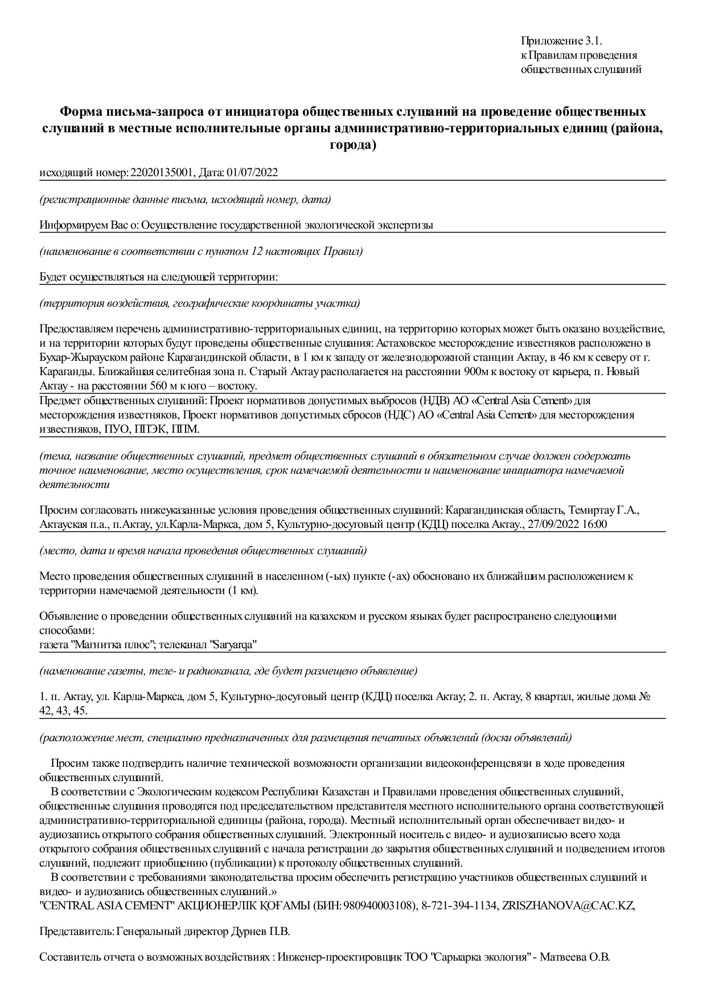 Приложение 3.1.
к Правилам проведения
общественных слушаний
Форма письма-запроса от инициатора общественных слушаний на проведение общественных
слушаний в местные исполнительные органы административно-территориальных единиц (района,
города)
исходящий номер: 22020135001, Дата: 01/07/2022
(регистрационные данные письма, исходящий номер, дата)
Информируем Вас о: Осуществление государственной экологической экспертизы
(наименование в соответствии с пунктом 12 настоящих Правил)
Будет осуществляться на следующей территории:
(территория воздействия, географические координаты участка)
Предоставляем перечень административно-территориальных единиц, на территорию которых может быть оказано воздействие,
и на территории которых будут проведены общественные слушания: Астаховское месторождение известняков расположено в
Бухар-Жырауском районе Карагандинской области, в 1 км к западу от железнодорожной станции Актау, в 46 км к северу от г.
Караганды. Ближайшая селитебная зона п. Старый Актау располагается на расстоянии 900м к востоку от карьера, п. Новый
Актау - на расстоянии 560 м к юго – востоку.
Предмет общественных слушаний: Проект нормативов допустимых выбросов (НДВ) АО «Central Asia Cement» для
месторождения известняков, Проект нормативов допустимых сбросов (НДС) АО «Central Asia Cement» для месторождения
известняков, ПУО, ППЭК, ППМ.
(тема, название общественных слушаний, предмет общественных слушаний в обязательном случае должен содержать
точное наименование, место осуществления, срок намечаемой деятельности и наименование инициатора намечаемой
деятельности
Просим согласовать нижеуказанные условия проведения общественных слушаний: Карагандинская область, Темиртау Г.А.,
Актауская п.а., п.Актау, ул.Карла-Маркса, дом 5, Культурно-досуговый центр (КДЦ) поселка Актау., 27/09/2022 16:00
(место, дата и время начала проведения общественных слушаний)
Место проведения общественных слушаний в населенном (-ых) пункте (-ах) обосновано их ближайшим расположением к
территории намечаемой деятельности (1 км).
Объявление о проведении общественных слушаний на казахском и русском языках будет распространено следующими
способами:
газета "Магнитка плюс"; телеканал "Saryarqa"
(наменование газеты, теле- и радиоканала, где будет размещено объявление)
1. п. Актау, ул. Карла-Маркса, дом 5, Культурно-досуговый центр (КДЦ) поселка Актау; 2. п. Актау, 8 квартал, жилые дома №
42, 43, 45.
(расположение мест, специально предназначенных для размещения печатных объявлений (доски объявлений)
Просим также подтвердить наличие технической возможности организации видеоконференцсвязи в ходе проведения
общественных слушаний.
В соответствии с Экологическим кодексом Республики Казахстан и Правилами проведения общественных слушаний,
общественные слушания проводятся под председательством представителя местного исполнительного органа соответствующей
административно-территориальной единицы (района, города). Местный исполнительный орган обеспечивает видео- и
аудиозапись открытого собрания общественных слушаний. Электронный носитель с видео- и аудиозаписью всего хода
открытого собрания общественных слушаний с начала регистрации до закрытия общественных слушаний и подведением итогов
слушаний, подлежит приобщению (публикации) к протоколу общественных слушаний.
В соответствии с требованиями законодательства просим обеспечить регистрацию участников общественных слушаний и
видео- и аудиозапись общественных слушаний.»
"CENTRAL ASIA CEMENT" АКЦИОНЕРЛІК ҚОҒАМЫ (БИН: 980940003108), 8-721-394-1134, ZRISZHANOVA@CAC.KZ,
Представитель: Генеральный директор Дурнев П.В.
Составитель отчета о возможных воздействиях : Инженер-проектировщик ТОО "Сарыарка экология" - Матвеева О.В.